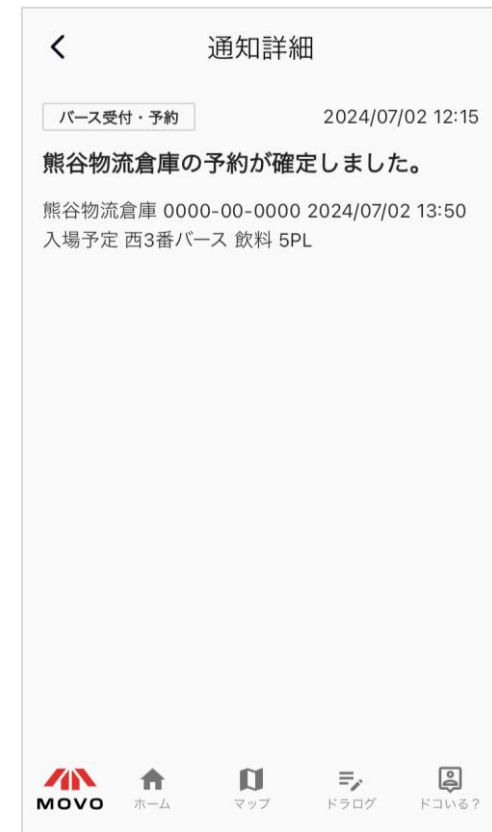 通知詳細
バース受付・予約 2024/07/02 12:15
熊谷物流倉庫の予約が確定しました。
熊谷物流倉庫 0000-00-0000 2024/07/02 13:50
入場予定 西3番バース 飲料 5PL
MOVO ホーム マップ ドラログ ドコいる?